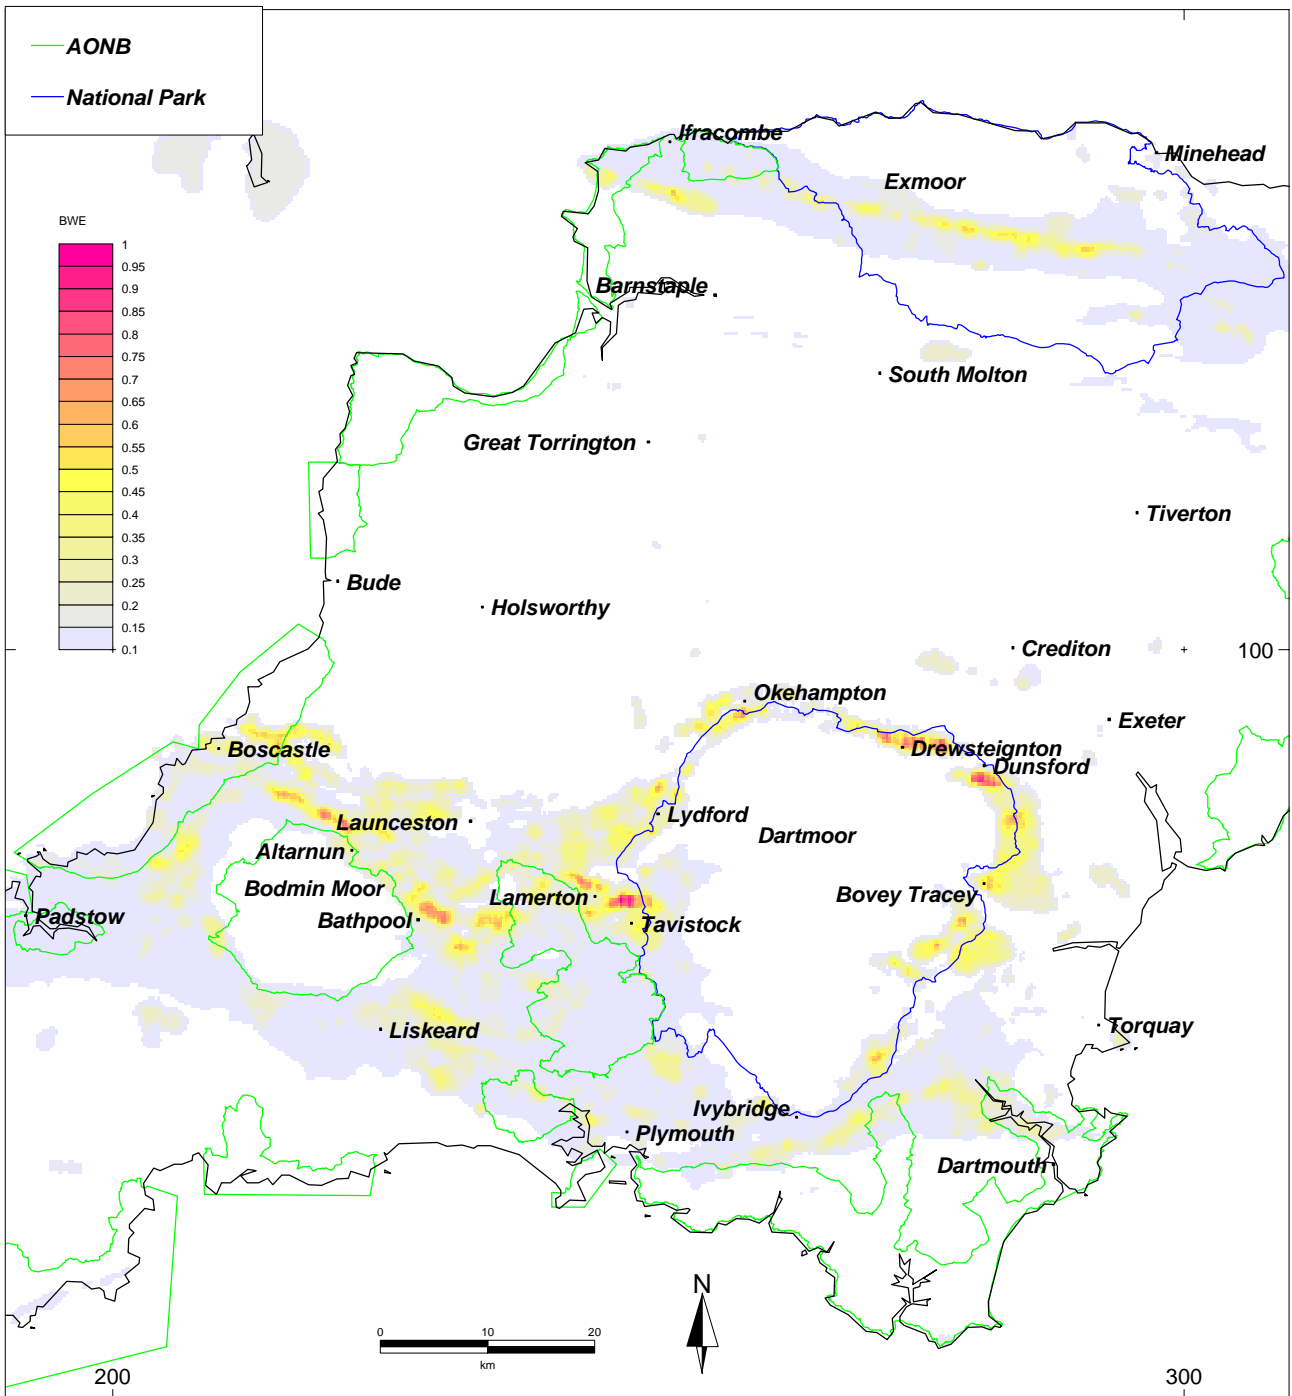 AONB
National Park
Ifracombe
Minehead
Exmoor
BWE
1
0.95
0.9
0.85
0.8
0.75
0.7
0.65
0.6
0.55
0.5
0.45
0.4
0.35
0.3
0.25
0.2
0.15
0.1
Barnstaple
South Molton
Great Torrington
Tiverton
Bude
Holsworthy
Crediton
100
Okehampton
Exeter
Boscastle
Drewsteignton
Dunsford
Launceston
Lydford
Dartmoor
Altarnun
Bodmin Moor
Lamerton
Bovey Tracey
Padstow
Bathpool
Tavistock
Liskeard
Torquay
Ivybridge
Plymouth
Dartmouth
N
0 10 20
km
200 300